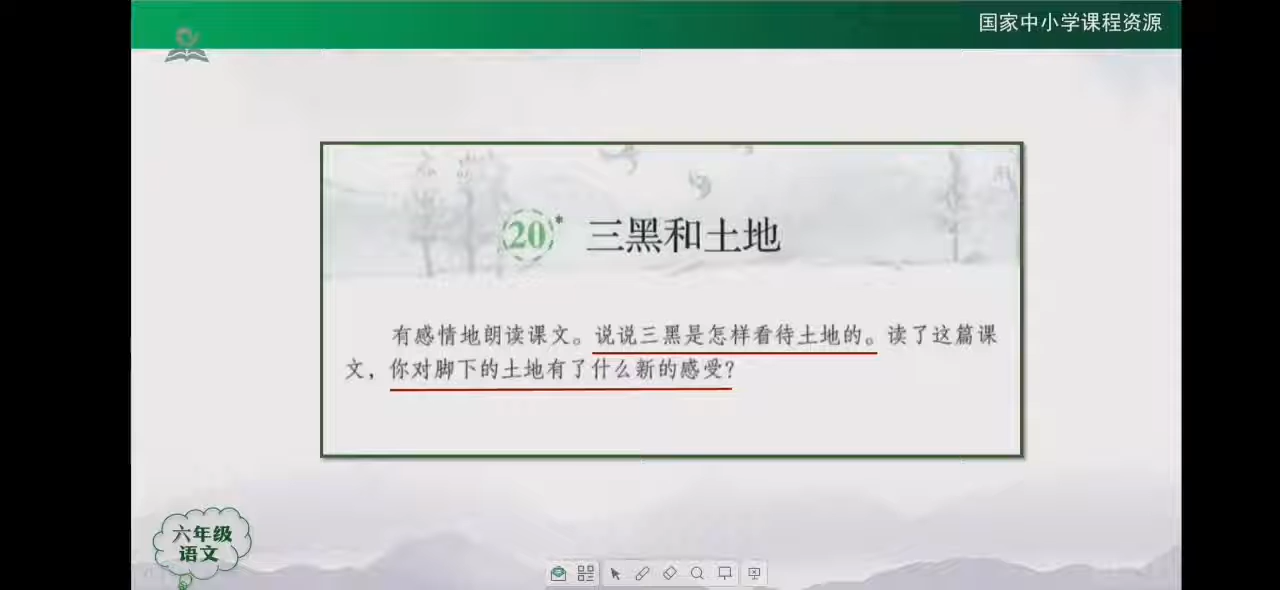 国家中小学课程资源
20* 三黑和土地
有感情地朗读课文。说说三黑是怎样看待土地的。读了这篇课
文，你对脚下的土地有了什么新的感受？
六年级
语文